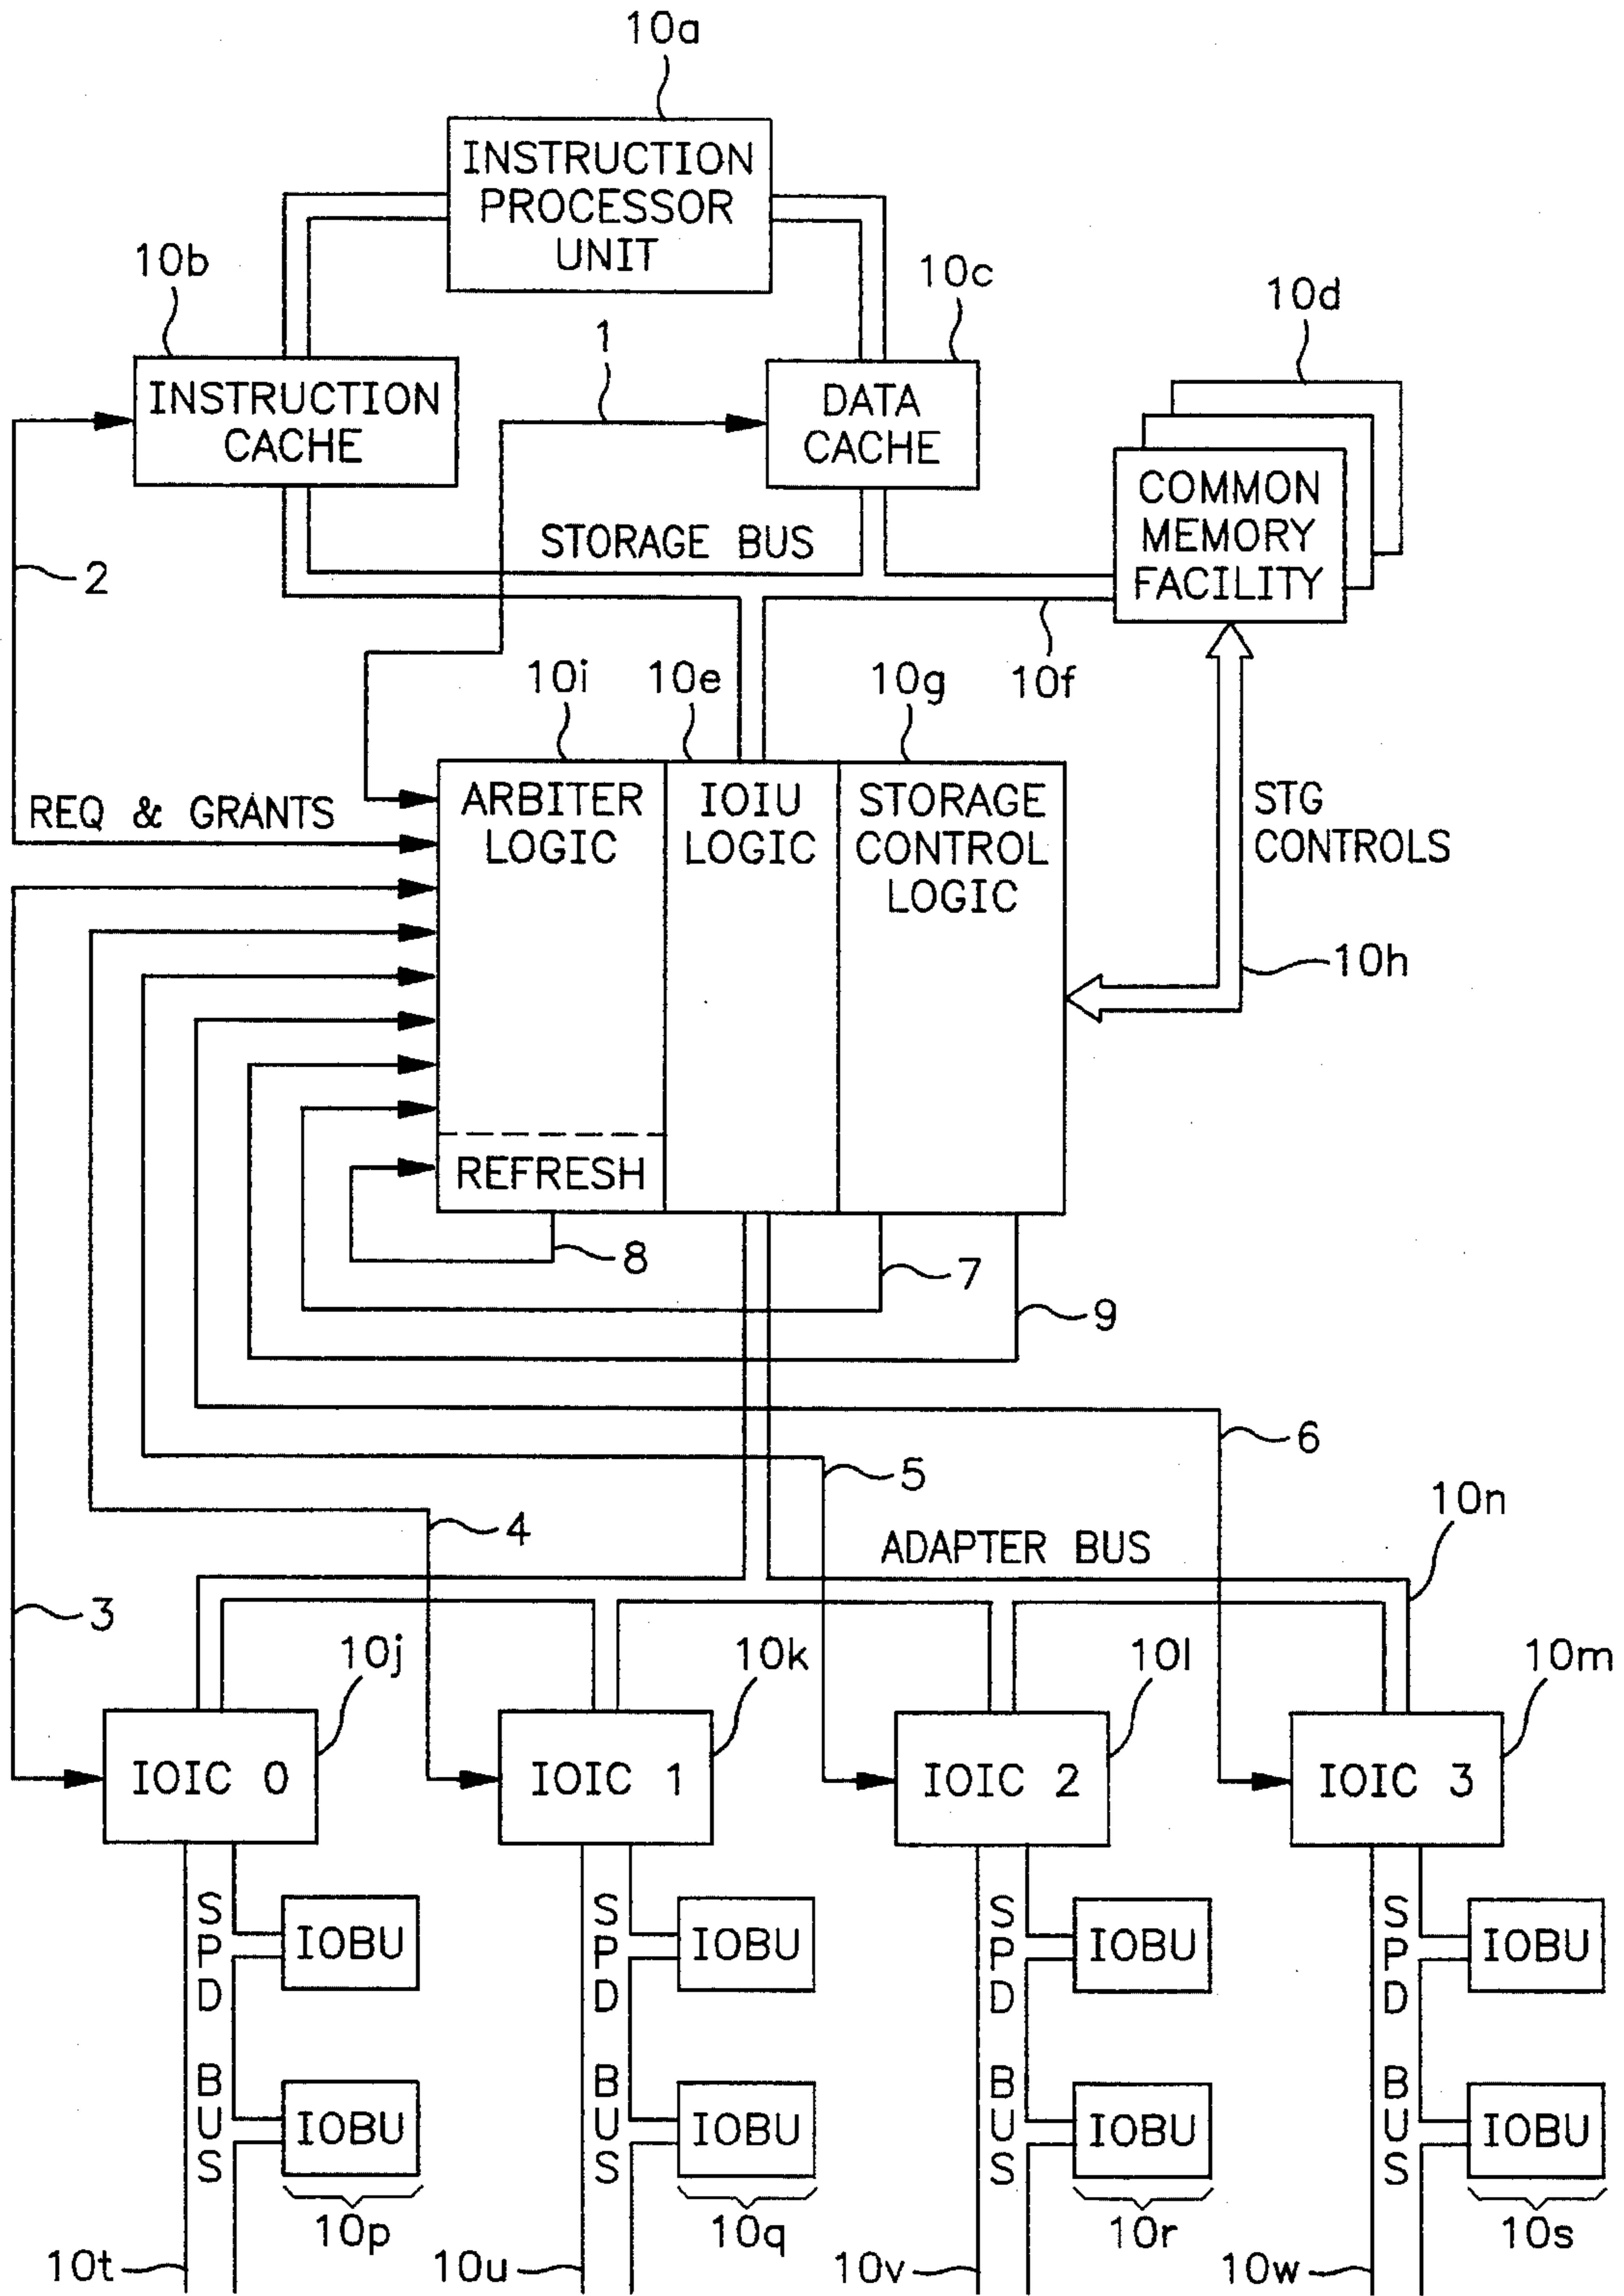 10a
INSTRUCTION
PROCESSOR
UNIT
10b
10c
10d
1
INSTRUCTION
CACHE
DATA
CACHE
COMMON
MEMORY
FACILITY
STORAGE BUS
2
10f
10i
10e
10g
REQ & GRANTS
ARBITER
LOGIC
IOIU
LOGIC
STORAGE
CONTROL
LOGIC
STG
CONTROLS
10h
REFRESH
8
7
9
6
5
4
10n
ADAPTER BUS
3
10j
10k
10l
10m
IOIC 0
IOIC 1
IOIC 2
IOIC 3
SPD BUS
IOBU
IOBU
SPD BUS
IOBU
IOBU
SPD BUS
IOBU
IOBU
SPD BUS
IOBU
IOBU
10p
10q
10r
10s
10t
10u
10v
10w